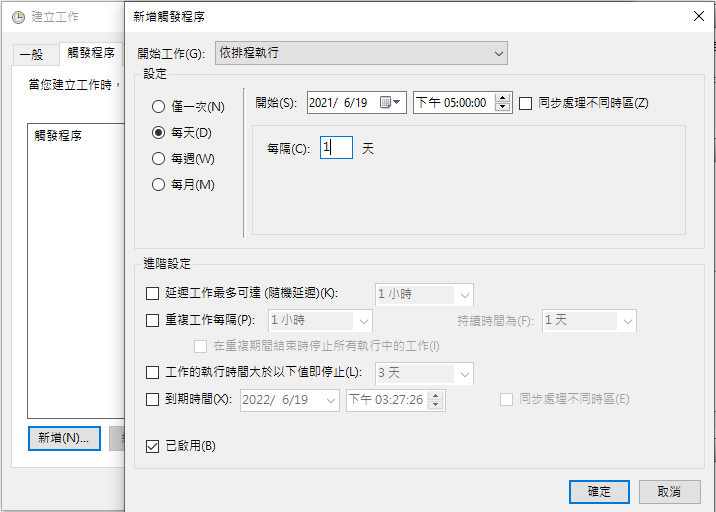 建立工作
一般
觸發程序
當您建立工作時，
觸發程序
新增(N)...
新增觸發程序
開始工作(G): 依排程執行
設定
僅一次(N)
每天(D)
每週(W)
每月(M)
開始(S): 2021/ 6/19 下午 05:00:00 同步處理不同時區(Z)
每隔(C): 1 天
進階設定
延遲工作最多可達 (隨機延遲)(K): 1 小時
重複工作每隔(P): 1 小時 持續時間為(F): 1 天
在重複期間結束時停止所有執行中的工作(I)
工作的執行時間大於以下值即停止(L): 3 天
到期時間(X): 2022/ 6/19 下午 03:27:26 同步處理不同時區(E)
已啟用(B)
確定 取消